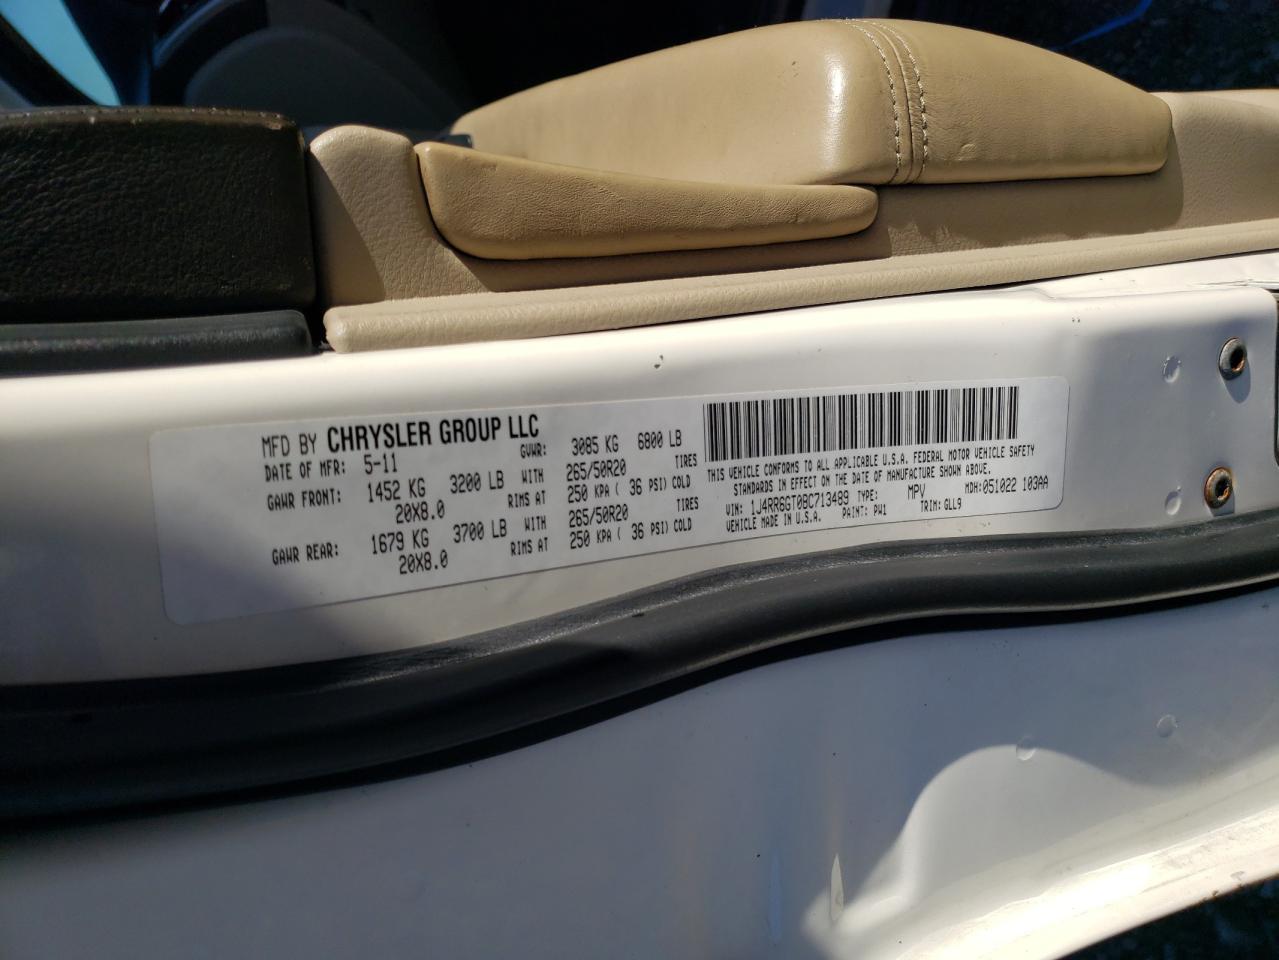 MFD BY CHRYSLER GROUP LLC
DATE OF MFR: 5-11 GVWR: 3085 KG 6800 LB
GAWR FRONT: 1452 KG 3200 LB WITH 265/50R20 TIRES
20X8.0 RIMS AT 250 KPA ( 36 PSI) COLD
GAWR REAR: 1679 KG 3700 LB WITH 265/50R20 TIRES
20X8.0 RIMS AT 250 KPA ( 36 PSI) COLD
THIS VEHICLE CONFORMS TO ALL APPLICABLE U.S.A. FEDERAL MOTOR VEHICLE SAFETY
STANDARDS IN EFFECT ON THE DATE OF MANUFACTURE SHOWN ABOVE.
VIN: 1J4RR6GT0BC713489 TYPE: MPV MDH: 051022 103AA
VEHICLE MADE IN U.S.A. PAINT: PW1 TRIM: GLL9